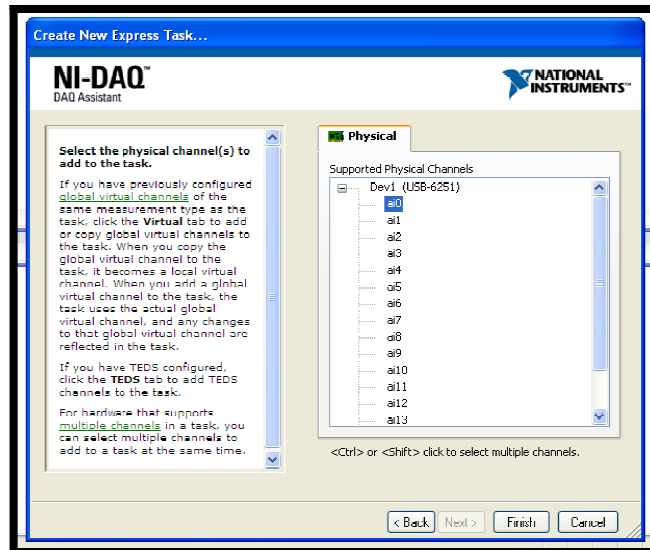 Create New Express Task...
NI-DAQ™
DAQ Assistant
NATIONAL
INSTRUMENTS™
Select the physical channel(s) to
add to the task.
If you have previously configured
global virtual channels of the
same measurement type as the
task, click the Virtual tab to add
or copy global virtual channels to
the task. When you copy the
global virtual channel to the
task, it becomes a local virtual
channel. When you add a global
virtual channel to the task, the
task uses the actual global
virtual channel, and any changes
to that global virtual channel are
reflected in the task.
If you have TEDS configured,
click the TEDS tab to add TEDS
channels to the task.
For hardware that supports
multiple channels in a task, you
can select multiple channels to
add to a task at the same time.
Physical
Supported Physical Channels
Dev1 (USB-6251)
ai0
ai1
ai2
ai3
ai4
ai5
ai6
ai7
ai8
ai9
ai10
ai11
ai12
ai13
<Ctrl> or <Shift> click to select multiple channels.
< Back
Next >
Finish
Cancel